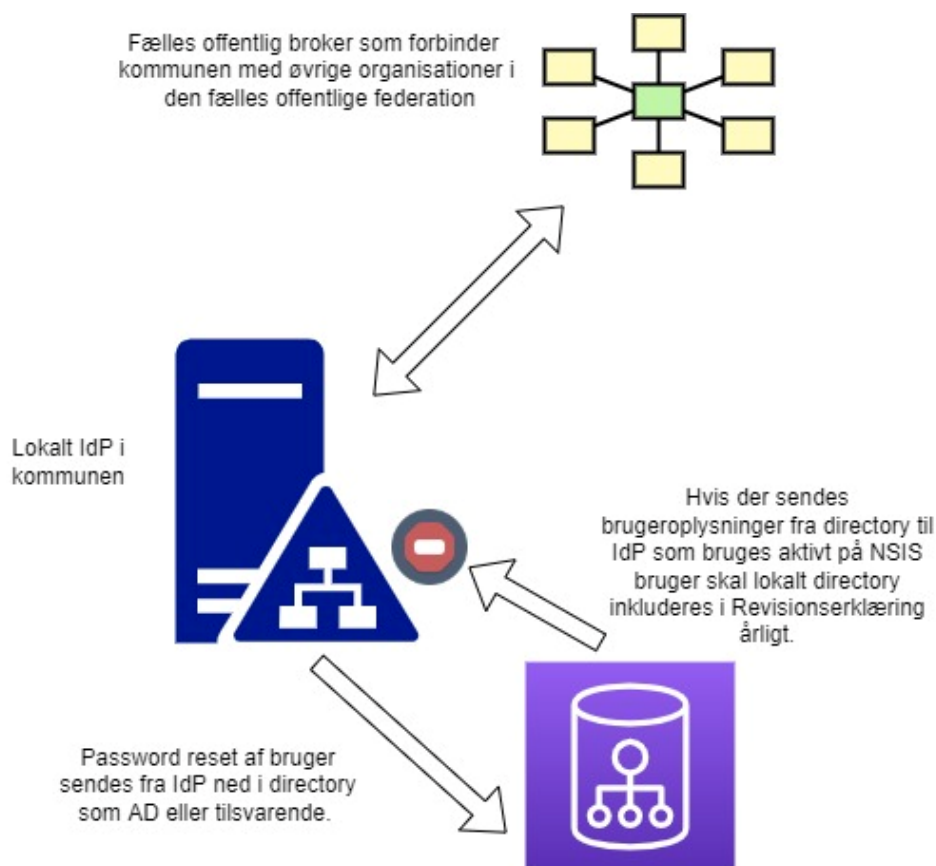 Fælles offentlig broker som forbinder
kommunen med øvrige organisationer i
den fælles offentlige federation
Lokalt IdP i
kommunen
Hvis der sendes
brugeroplysninger fra directory til
IdP som bruges aktivt på NSIS
bruger skal lokalt directory
inkluderes i Revisionserklæring
årligt.
Password reset af bruger
sendes fra IdP ned i directory
som AD eller tilsvarende.